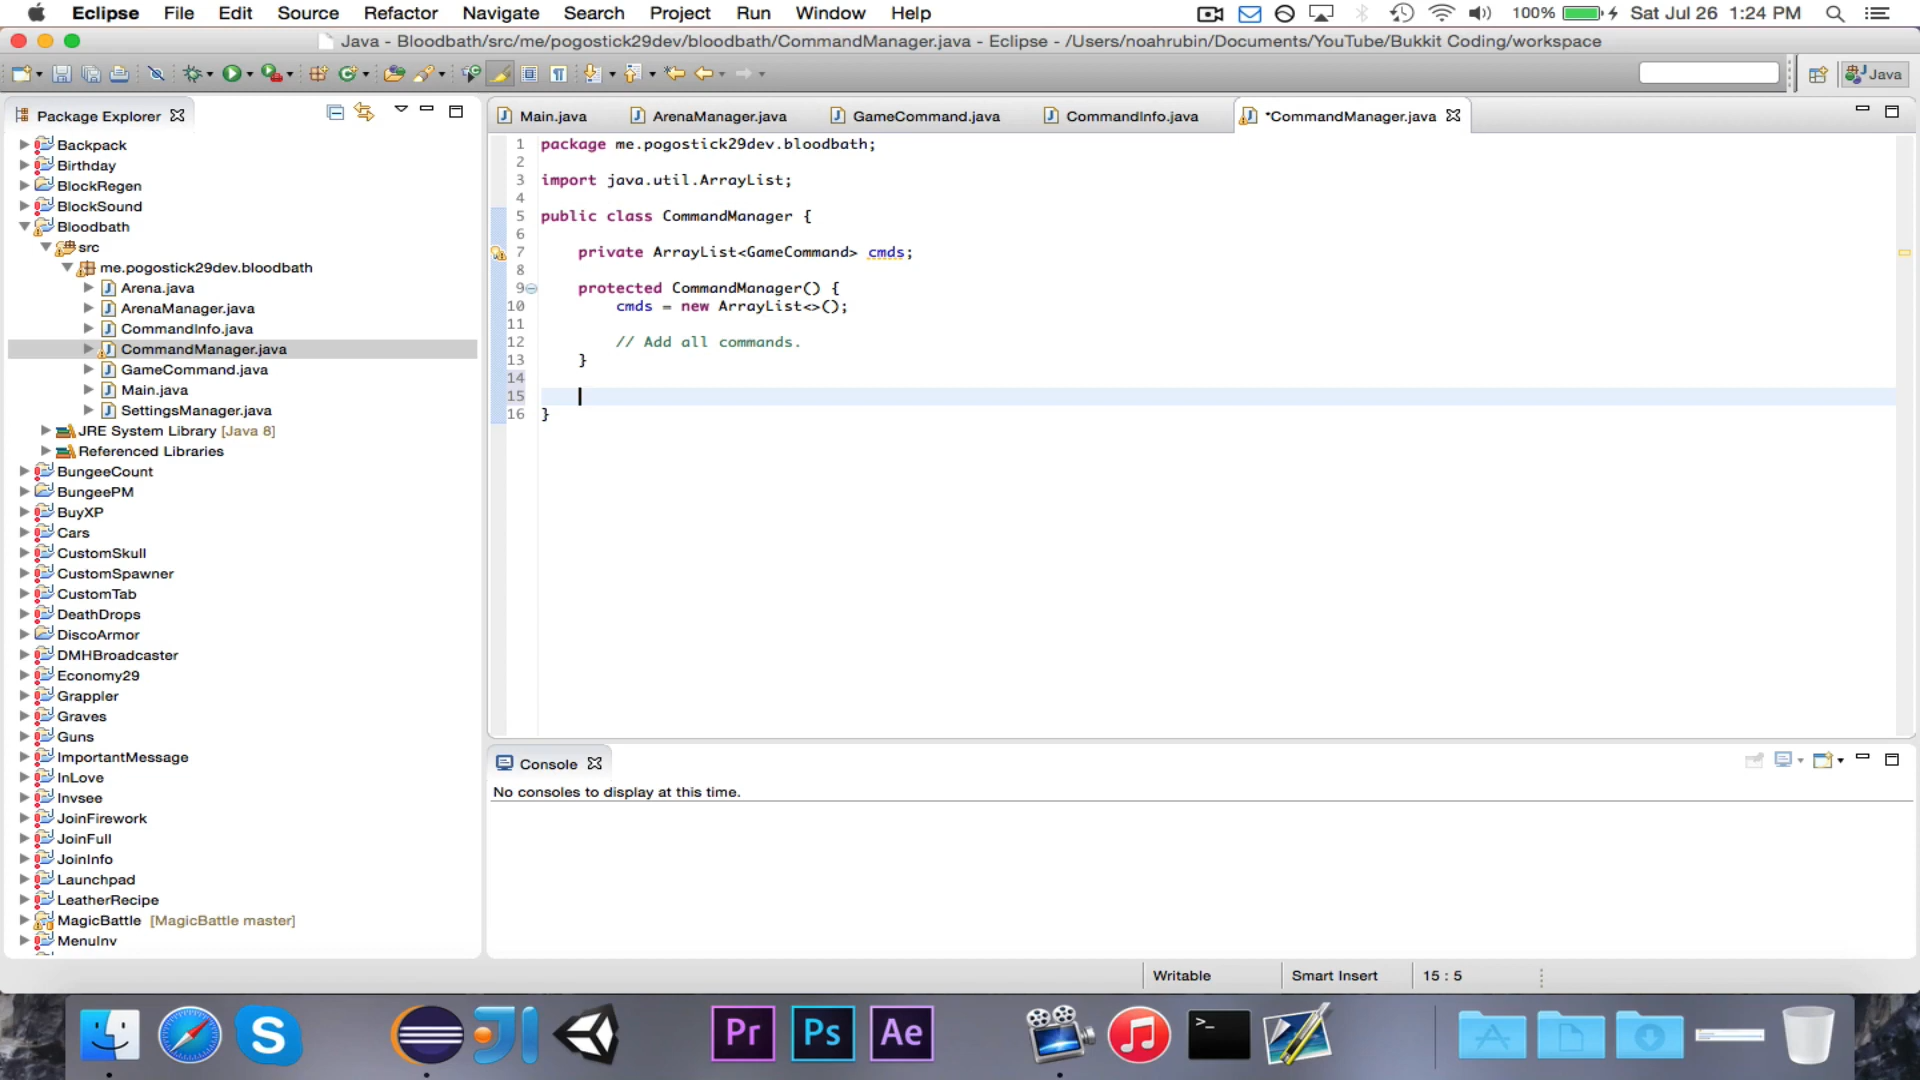 Eclipse File Edit Source Refactor Navigate Search Project Run Window Help 100% Sat Jul 26 1:24 PM
Java - Bloodbath/src/me/pogostick29dev/bloodbath/CommandManager.java - Eclipse - /Users/noahrubin/Documents/YouTube/Bukkit Coding/workspace
Java
Package Explorer
Backpack
Birthday
BlockRegen
BlockSound
Bloodbath
src
me.pogostick29dev.bloodbath
Arena.java
ArenaManager.java
CommandInfo.java
CommandManager.java
GameCommand.java
Main.java
SettingsManager.java
JRE System Library [Java 8]
Referenced Libraries
BungeeCount
BungeePM
BuyXP
Cars
CustomSkull
CustomSpawner
CustomTab
DeathDrops
DiscoArmor
DMHBroadcaster
Economy29
Grappler
Graves
Guns
ImportantMessage
InLove
Invsee
JoinFirework
JoinFull
JoinInfo
Launchpad
LeatherRecipe
MagicBattle [MagicBattle master]
MenuInv
Main.java ArenaManager.java GameCommand.java CommandInfo.java *CommandManager.java
1 package me.pogostick29dev.bloodbath;
2
3 import java.util.ArrayList;
4
5 public class CommandManager {
6
7 private ArrayList<GameCommand> cmds;
8
9 protected CommandManager() {
10 cmds = new ArrayList<>();
11
12 // Add all commands.
13 }
14
15
16 }
Console
No consoles to display at this time.
Writable Smart Insert 15 : 5
S JI Pr Ps Ae >_